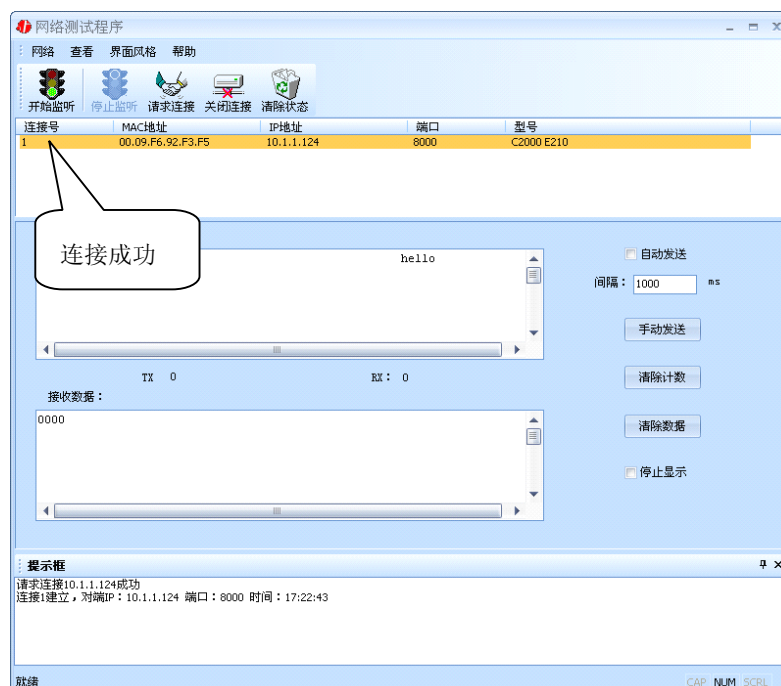 网络测试程序
网络 查看 界面风格 帮助
开始监听 停止监听 请求连接 关闭连接 清除状态
连接号 MAC地址 IP地址 端口 型号
1 00.09.F6.92.F3.F5 10.1.1.124 8000 C2000 E210
连接成功
hello
自动发送
间隔： 1000 ms
手动发送
TX 0 RX： 0
清除计数
接收数据：
0000
清除数据
停止显示
提示框
请求连接10.1.1.124成功
连接1建立，对端IP：10.1.1.124 端口：8000 时间：17:22:43
就绪 CAP NUM SCRL